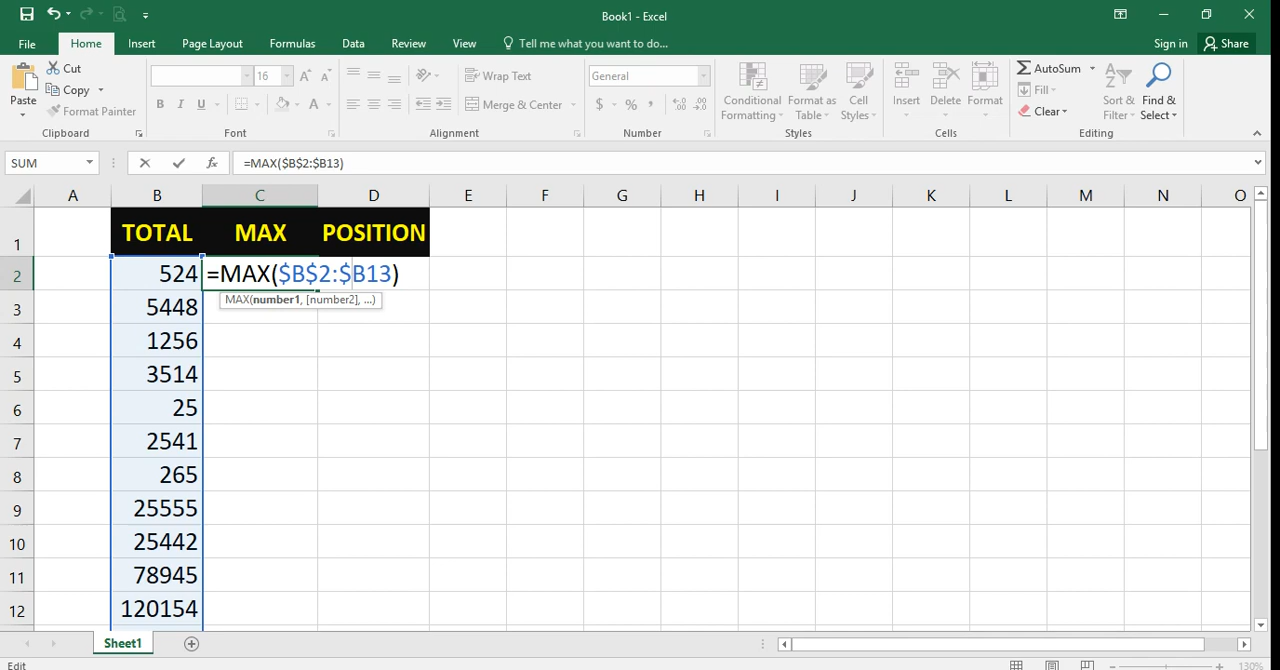 Book1 - Excel
File Home Insert Page Layout Formulas Data Review View Tell me what you want to do... Sign in Share
Cut
Copy
Format Painter
Paste
Clipboard
16
B I U A
Font
Wrap Text
Merge & Center
Alignment
General
$ % ,
Number
Conditional Formatting
Format as Table
Cell Styles
Styles
Insert Delete Format
Cells
AutoSum
Fill
Clear
Sort & Filter
Find & Select
Editing
SUM fx =MAX($B$2:$B13)
A B C D E F G H I J K L M N O
1 TOTAL MAX POSITION
2 524 =MAX($B$2:$B13)
MAX(number1, [number2], ...)
3 5448
4 1256
5 3514
6 25
7 2541
8 265
9 25555
10 25442
11 78945
12 120154
Sheet1
Edit 130%